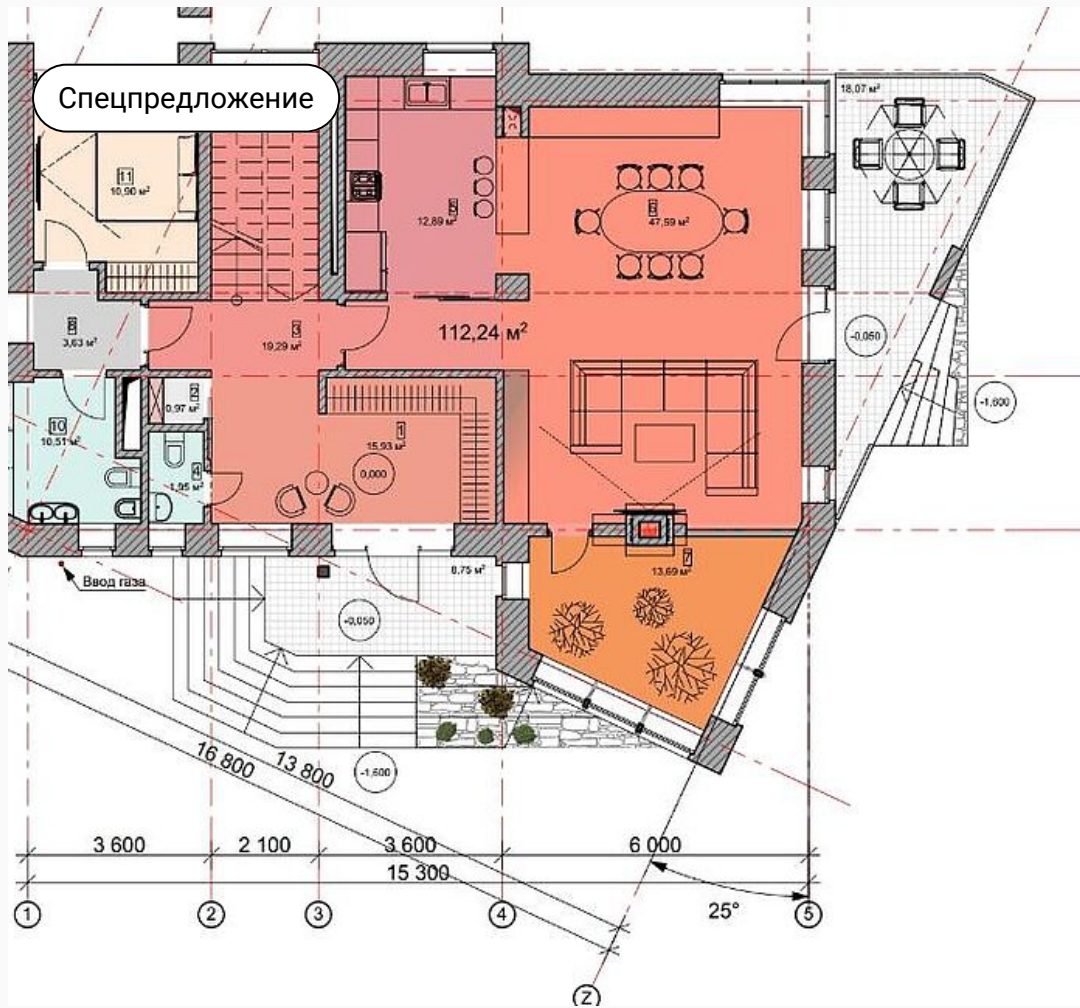 Спецпредложение
18,07 м²
11
10,90 м²
5
12,89 м²
6
47,59 м²
8
3,63 м²
3
19,29 м²
112,24 м²
-0,050
2
0,97 м²
-1,600
10
10,51 м²
1
15,93 м²
4
1,95 м²
0,000
7
13,69 м²
8,75 м²
Ввод газа
-0,050
-1,600
16 800
13 800
3 600
2 100
3 600
6 000
15 300
25°
1
2
3
4
5
Z